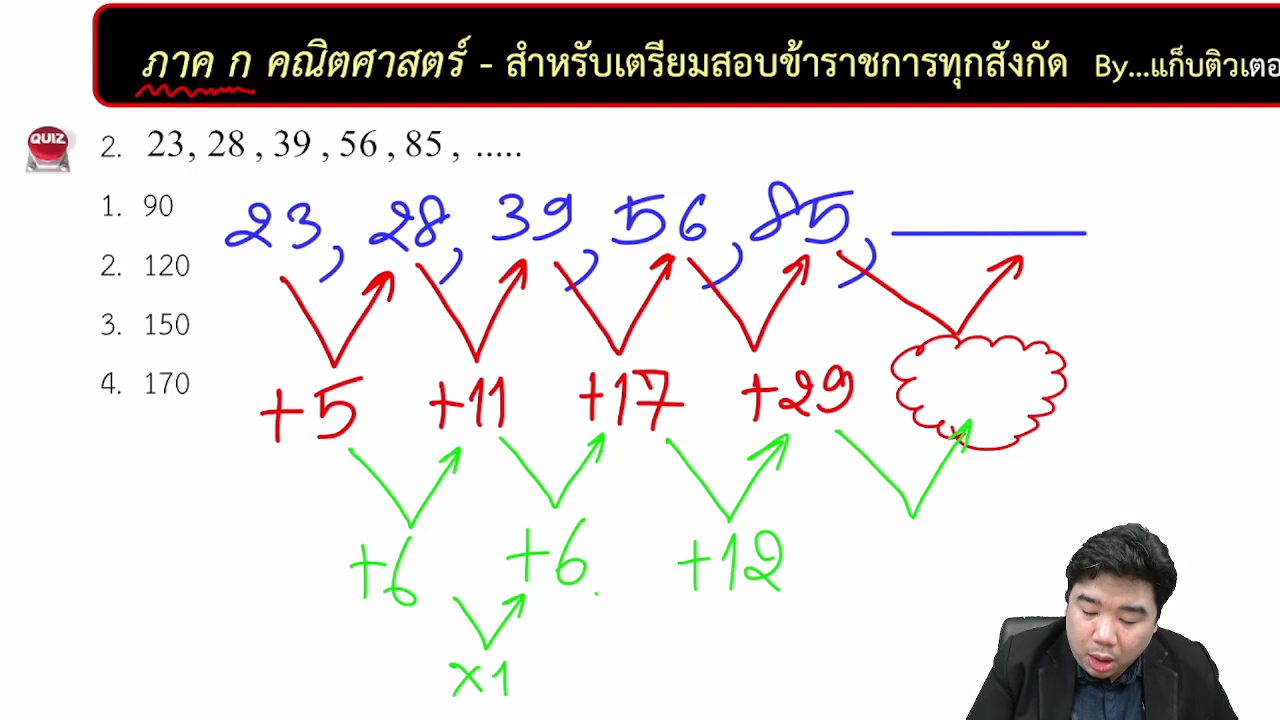 ภาค ก คณิตศาสตร์ - สำหรับเตรียมสอบข้าราชการทุกสังกัด By...แก็บติวเตอ
QUIZ
2. 23, 28 , 39 , 56 , 85 , .....
1. 90
2. 120
3. 150
4. 170
23, 28, 39, 56, 85,
+5 +11 +17 +29
+6 +6 +12
×1